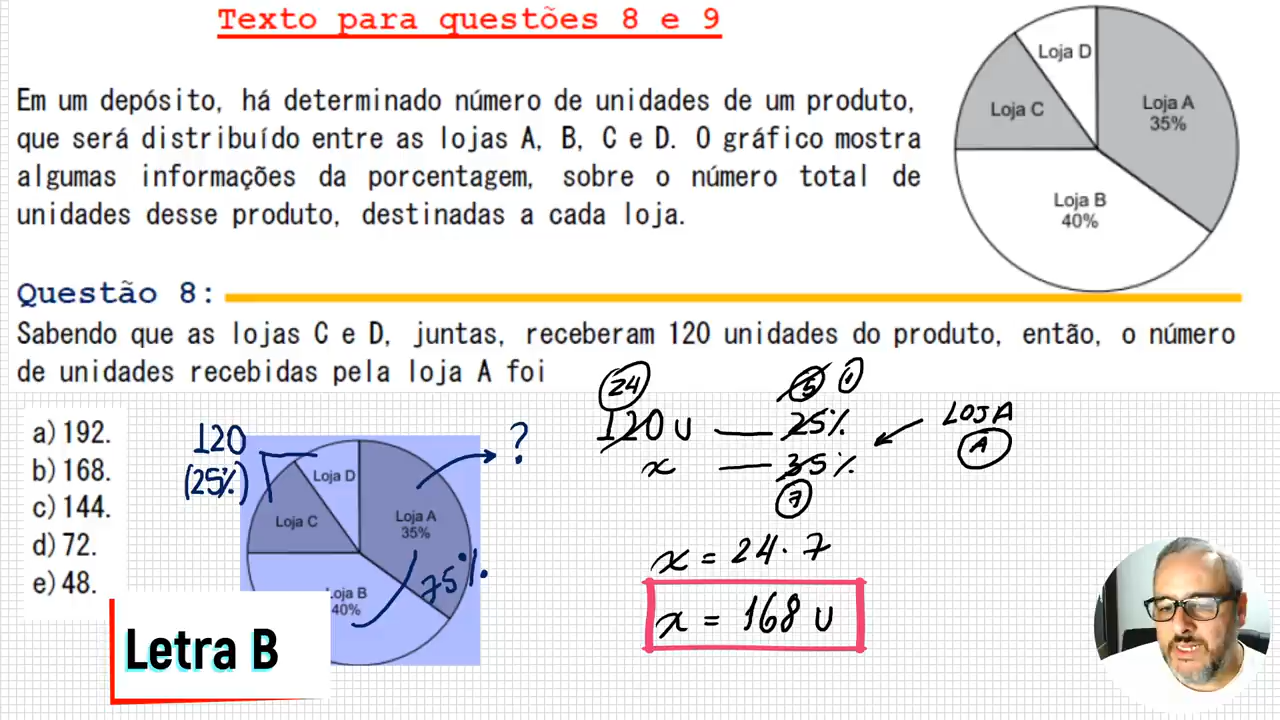 Texto para questões 8 e 9
Em um depósito, há determinado número de unidades de um produto,
que será distribuído entre as lojas A, B, C e D. O gráfico mostra
algumas informações da porcentagem, sobre o número total de
unidades desse produto, destinadas a cada loja.
Loja D
Loja A
35%
Loja C
Loja B
40%
Questão 8:
Sabendo que as lojas C e D, juntas, receberam 120 unidades do produto, então, o número
de unidades recebidas pela loja A foi
a) 192.
b) 168.
c) 144.
d) 72.
e) 48.
120
(25%)
Loja D
Loja A
35%
Loja C
Loja B
40%
75%.
?
24 5 1
120 u — 25%
x — 35%
7
LOJA
A
x = 24 · 7
x = 168 u
Letra B